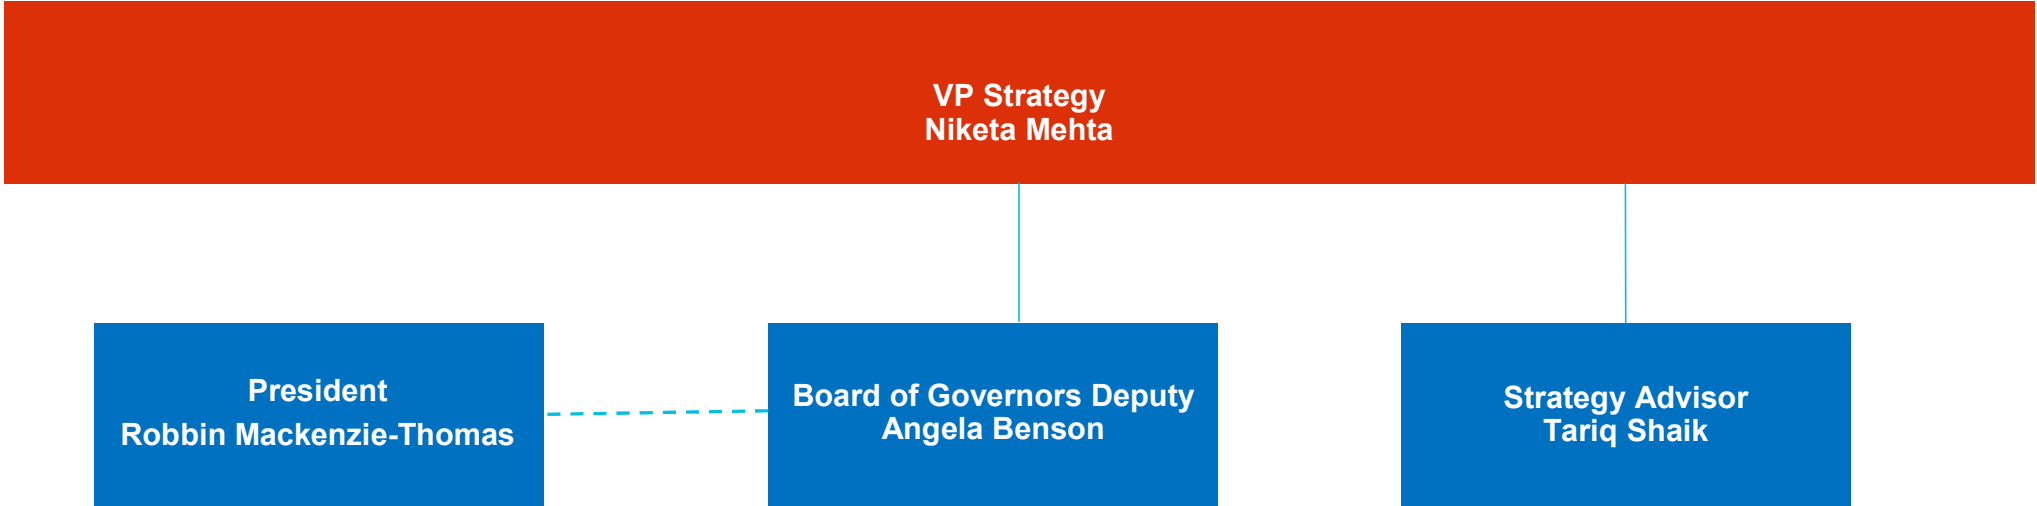 VP Strategy
Niketa Mehta
President
Robbin Mackenzie-Thomas
Board of Governors Deputy
Angela Benson
Strategy Advisor
Tariq Shaik